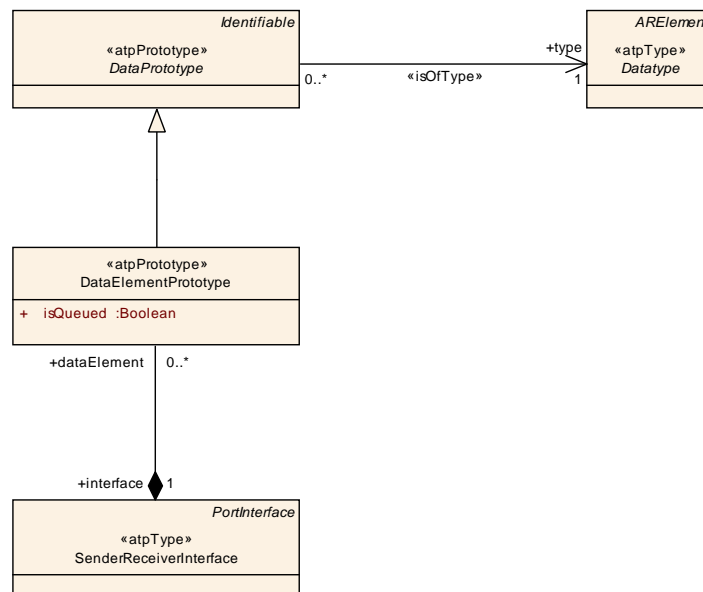 Identifiable
«atpPrototype»
DataPrototype
0..*
«isOfType»
+type
1
ARElement
«atpType»
Datatype
«atpPrototype»
DataElementPrototype
+ isQueued :Boolean
+dataElement 0..*
+interface 1
PortInterface
«atpType»
SenderReceiverInterface